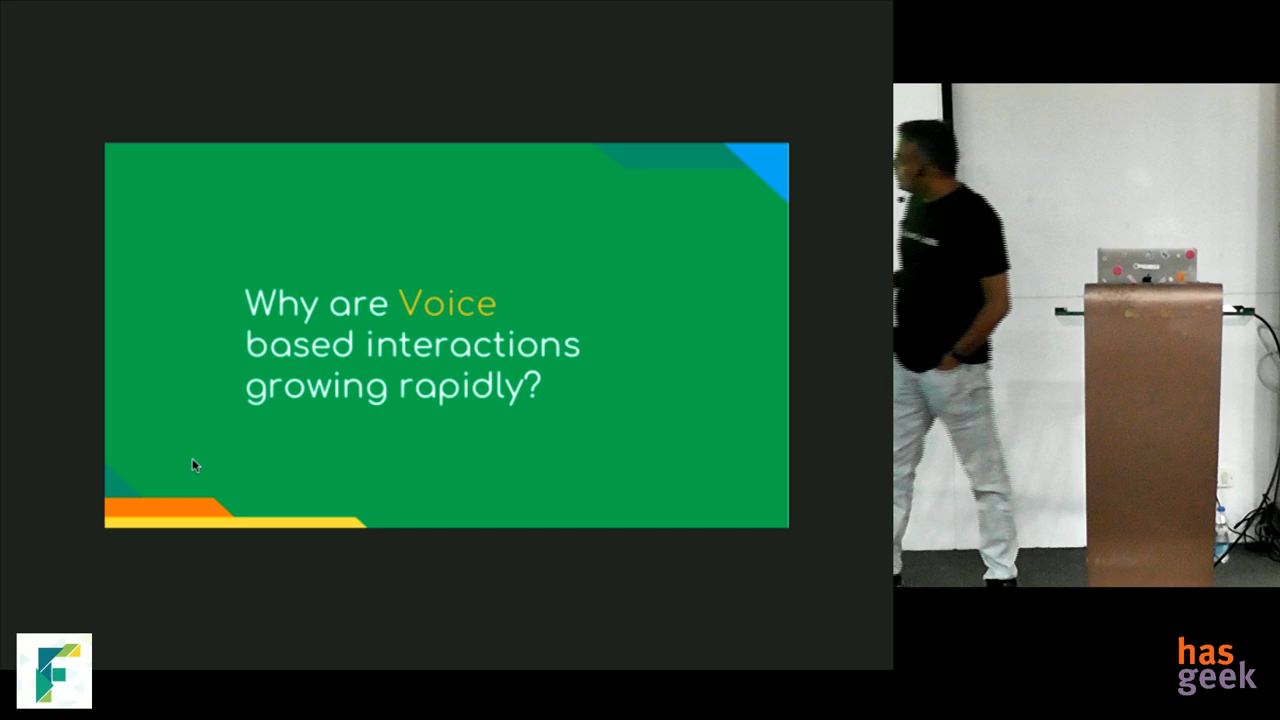 Why are Voice
based interactions
growing rapidly?
F
has
geek